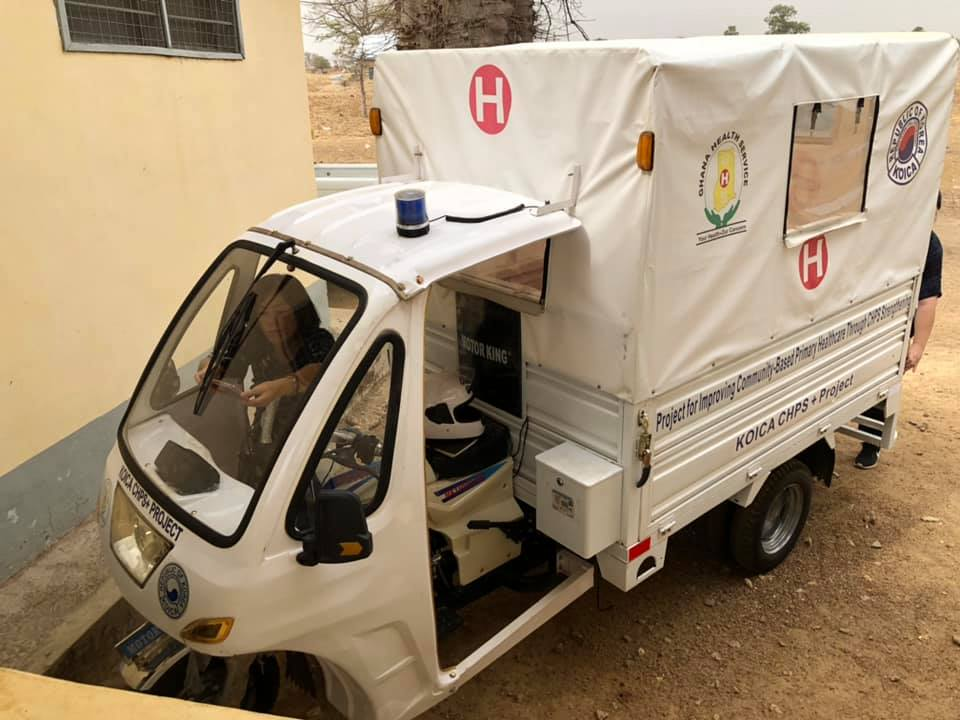 H
GHANA HEALTH SERVICE
H
Your Health-Our Concern
REPUBLIC OF KOREA
KOICA
H
MOTOR KING
Project for Improving Community-Based Primary Healthcare Through CHPS Strengthening
KOICA CHPS + Project
KOICA CHPS+ PROJECT
KOICA
MOTOR